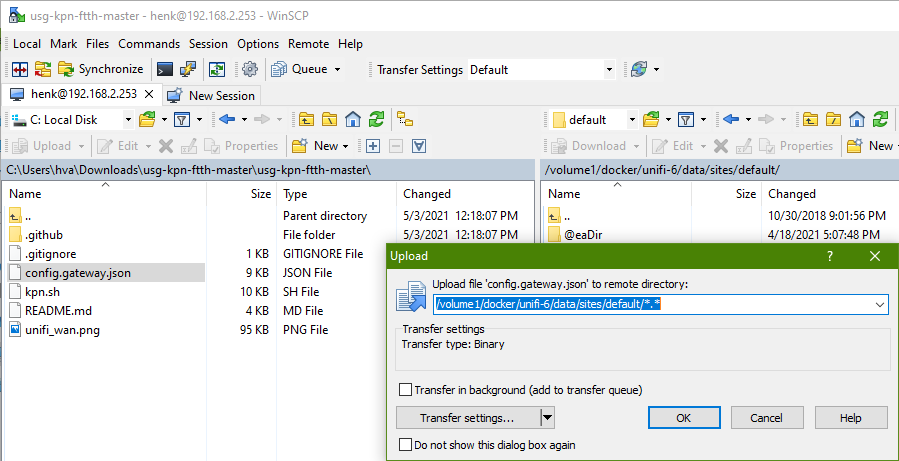 usg-kpn-ftth-master - henk@192.168.2.253 - WinSCP
Local Mark Files Commands Session Options Remote Help
Synchronize Queue Transfer Settings Default
henk@192.168.2.253 × New Session
C: Local Disk default
Upload Edit Properties New Download Edit Properties New
C:\Users\hva\Downloads\usg-kpn-ftth-master\usg-kpn-ftth-master\ /volume1/docker/unifi-6/data/sites/default/
Name Size Type Changed Name Changed
.. Parent directory 5/3/2021 12:18:07 PM .. 10/30/2018 9:01:56 PM
.github File folder 5/3/2021 12:18:07 PM @eaDir 4/18/2021 5:07:48 PM
.gitignore 1 KB GITIGNORE File
config.gateway.json 9 KB JSON File
kpn.sh 10 KB SH File
README.md 4 KB MD File
unifi_wan.png 95 KB PNG File
Upload ?
Upload file 'config.gateway.json' to remote directory:
/volume1/docker/unifi-6/data/sites/default/*.*
Transfer settings
Transfer type: Binary
Transfer in background (add to transfer queue)
Transfer settings... OK Cancel Help
Do not show this dialog box again